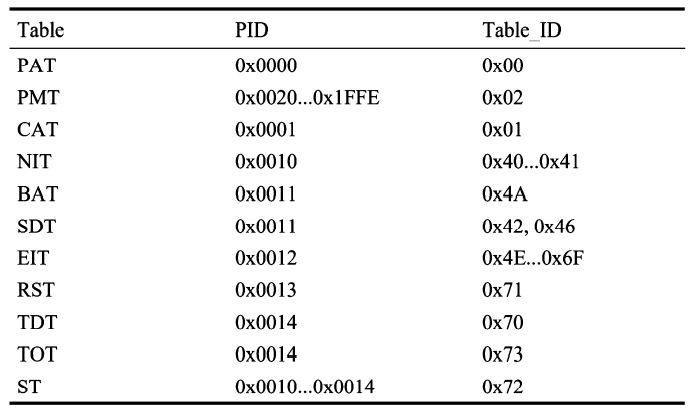 Table PID Table_ID
PAT 0x0000 0x00
PMT 0x0020...0x1FFE 0x02
CAT 0x0001 0x01
NIT 0x0010 0x40...0x41
BAT 0x0011 0x4A
SDT 0x0011 0x42, 0x46
EIT 0x0012 0x4E...0x6F
RST 0x0013 0x71
TDT 0x0014 0x70
TOT 0x0014 0x73
ST 0x0010...0x0014 0x72